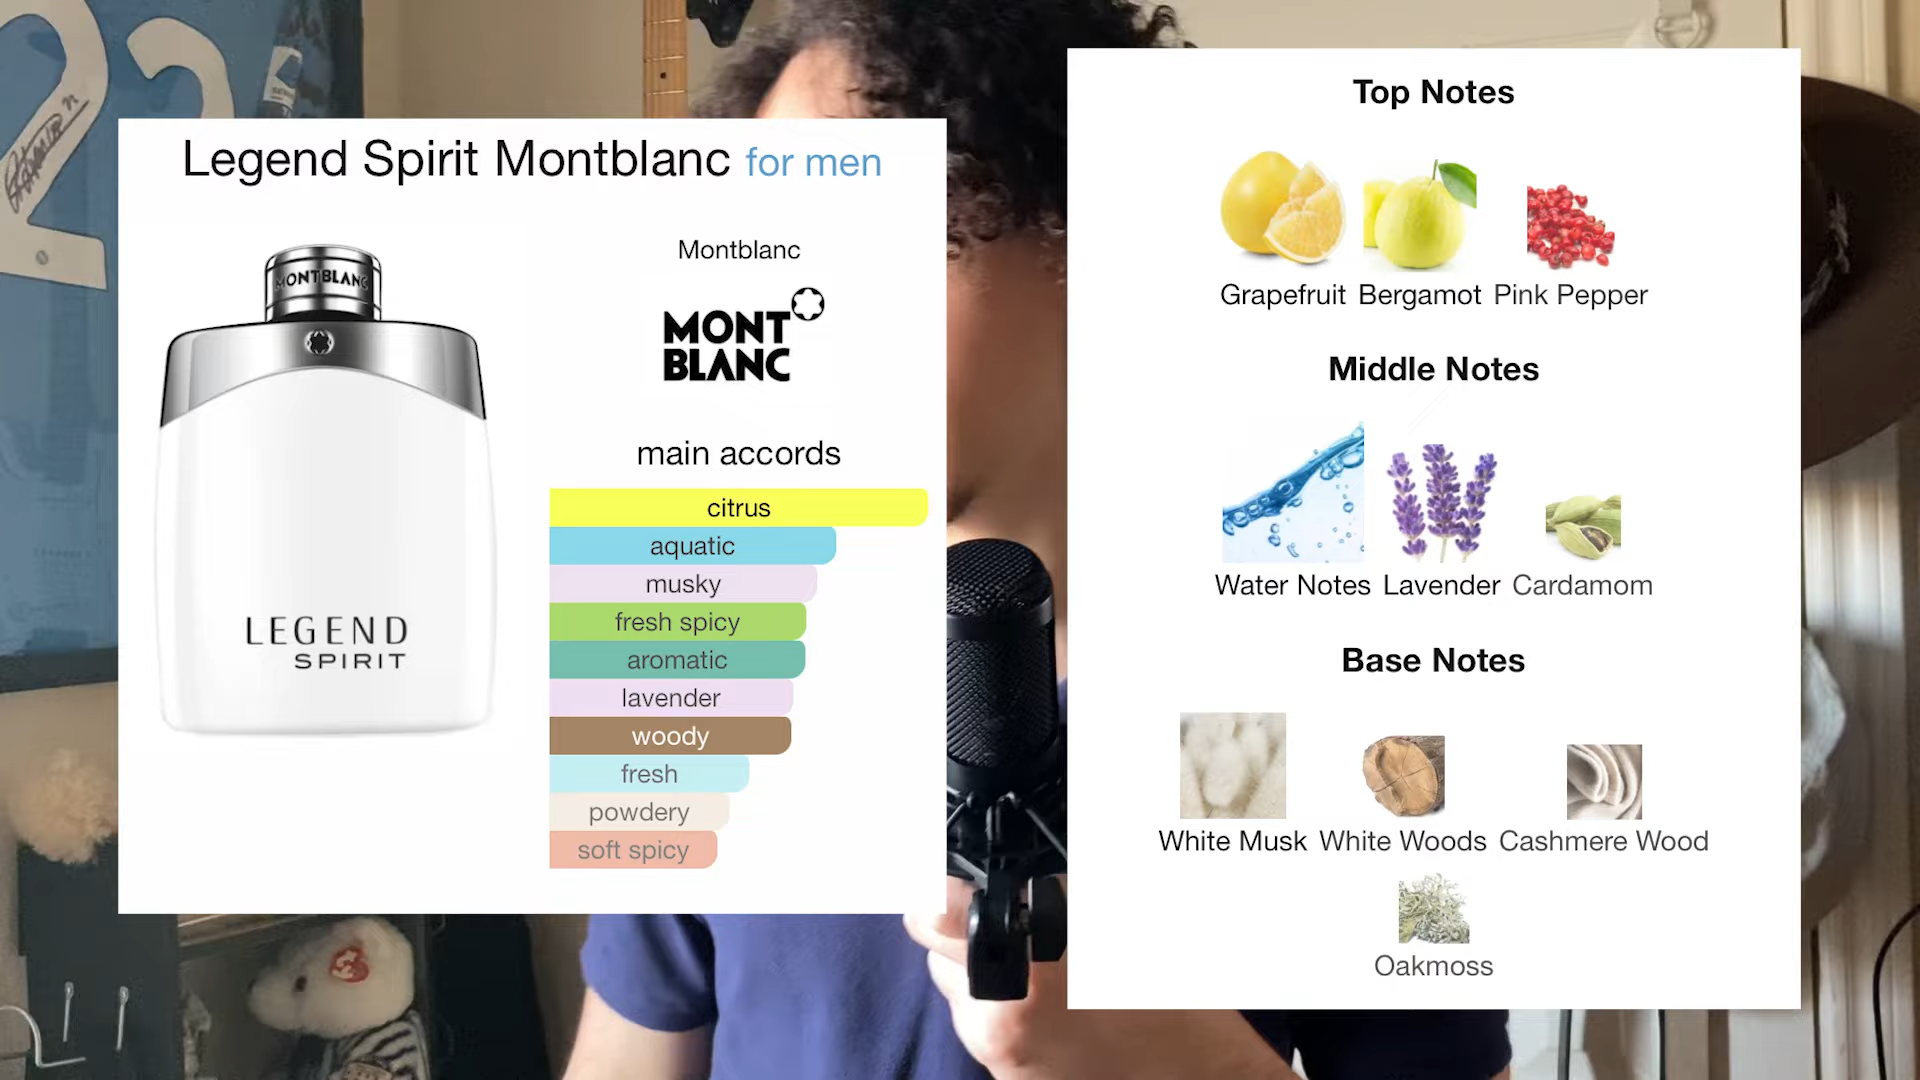 Legend Spirit Montblanc for men
Montblanc
MONT
BLANC
MONTBLANC
LEGEND
SPIRIT
main accords
citrus
aquatic
musky
fresh spicy
aromatic
lavender
woody
fresh
powdery
soft spicy
Top Notes
Grapefruit Bergamot Pink Pepper
Middle Notes
Water Notes Lavender Cardamom
Base Notes
White Musk White Woods Cashmere Wood
Oakmoss
22